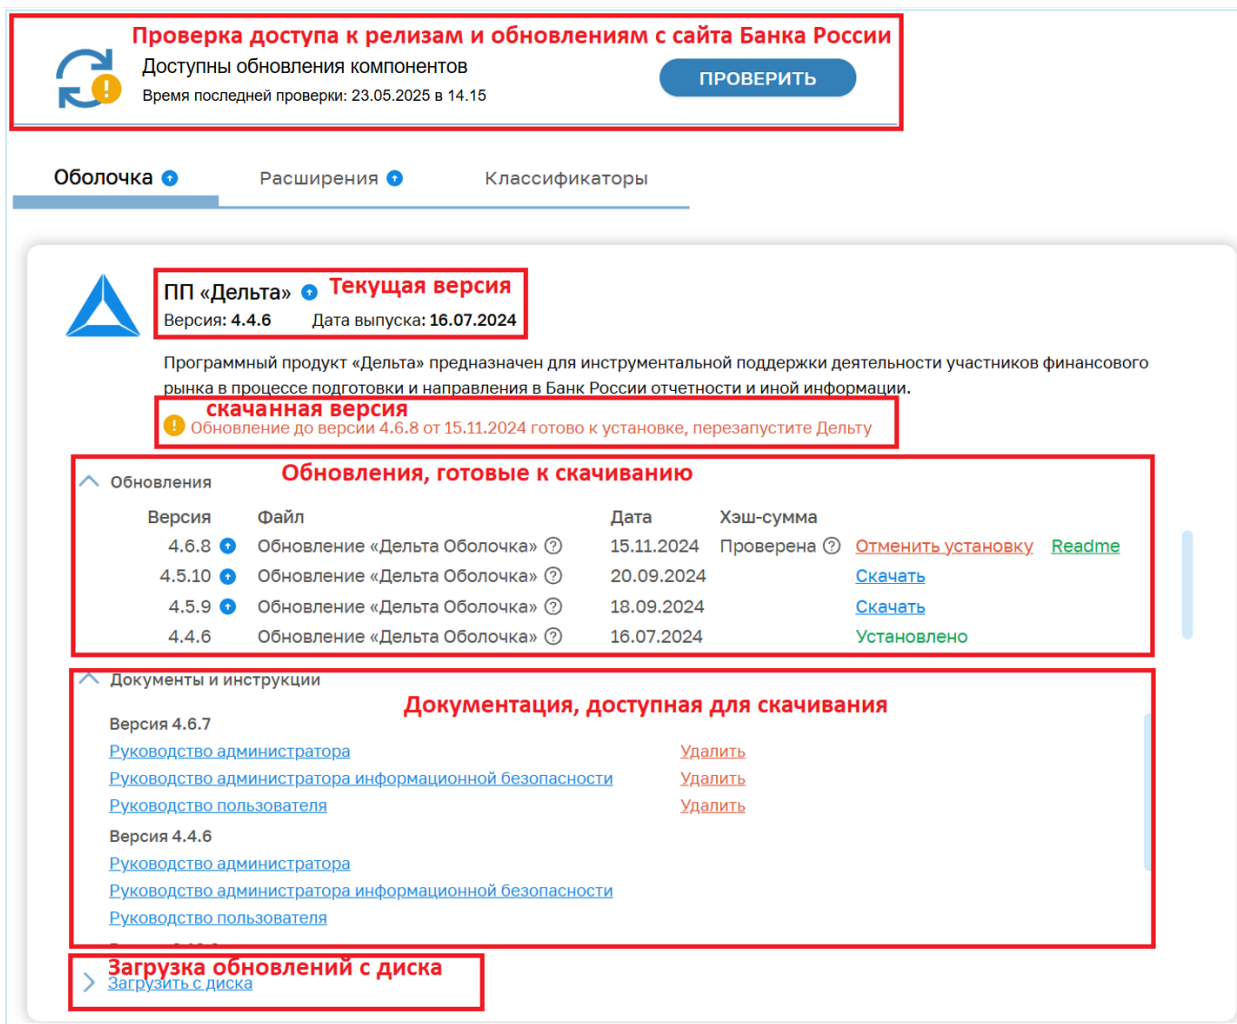 Проверка доступа к релизам и обновлениям с сайта Банка России
Доступны обновления компонентов
Время последней проверки: 23.05.2025 в 14.15
ПРОВЕРИТЬ
Оболочка Расширения Классификаторы
ПП «Дельта» Текущая версия
Версия: 4.4.6 Дата выпуска: 16.07.2024
Программный продукт «Дельта» предназначен для инструментальной поддержки деятельности участников финансового
рынка в процессе подготовки и направления в Банк России отчетности и иной информации.
скачанная версия
Обновление до версии 4.6.8 от 15.11.2024 готово к установке, перезапустите Дельту
Обновления, готовые к скачиванию
Обновления
Версия Файл Дата Хэш-сумма
4.6.8 Обновление «Дельта Оболочка» 15.11.2024 Проверена Отменить установку Readme
4.5.10 Обновление «Дельта Оболочка» 20.09.2024 Скачать
4.5.9 Обновление «Дельта Оболочка» 18.09.2024 Скачать
4.4.6 Обновление «Дельта Оболочка» 16.07.2024 Установлено
Документы и инструкции
Документация, доступная для скачивания
Версия 4.6.7
Руководство администратора Удалить
Руководство администратора информационной безопасности Удалить
Руководство пользователя Удалить
Версия 4.4.6
Руководство администратора
Руководство администратора информационной безопасности
Руководство пользователя
Загрузка обновлений с диска
Загрузить с диска